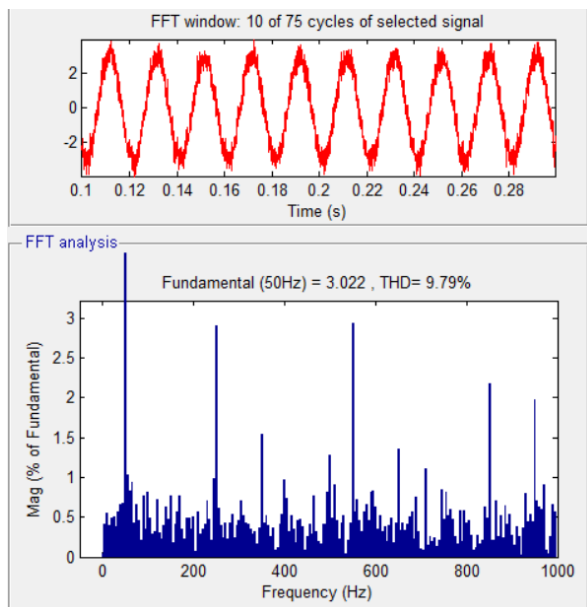 FFT window: 10 of 75 cycles of selected signal
2
0
-2
0.1 0.12 0.14 0.16 0.18 0.2 0.22 0.24 0.26 0.28
Time (s)
FFT analysis
Fundamental (50Hz) = 3.022 , THD= 9.79%
Mag (% of Fundamental)
3
2.5
2
1.5
1
0.5
0
0 200 400 600 800 1000
Frequency (Hz)